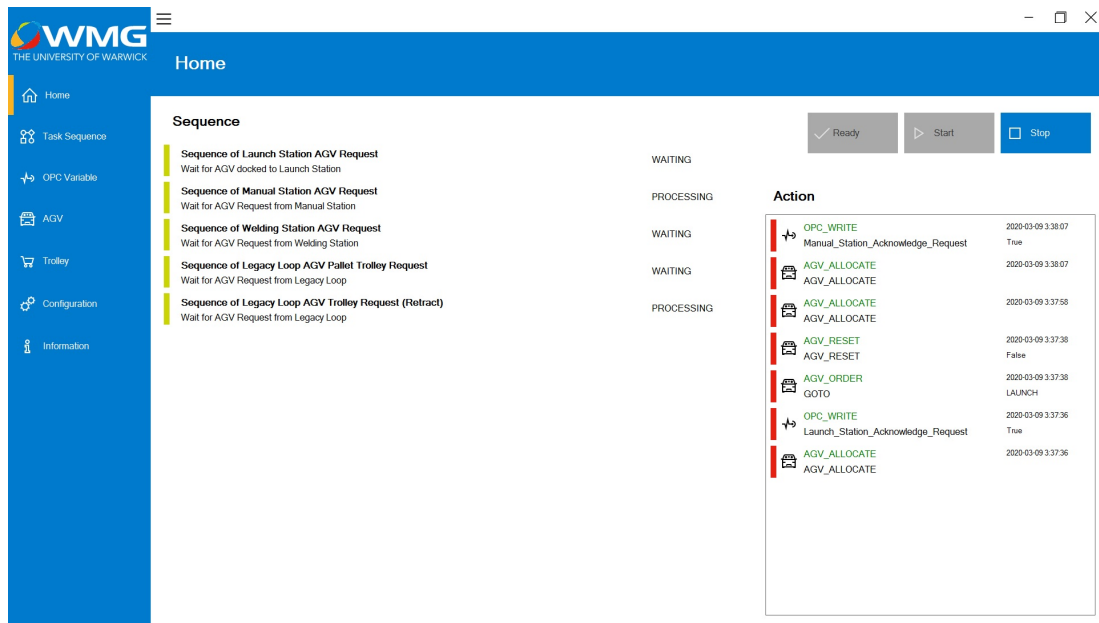 WMG
THE UNIVERSITY OF WARWICK
Home
Home
Task Sequence
OPC Variable
AGV
Trolley
Configuration
Information
Sequence
Sequence of Launch Station AGV Request
Wait for AGV docked to Launch Station
WAITING
Sequence of Manual Station AGV Request
Wait for AGV Request from Manual Station
PROCESSING
Sequence of Welding Station AGV Request
Wait for AGV Request from Welding Station
WAITING
Sequence of Legacy Loop AGV Pallet Trolley Request
Wait for AGV Request from Legacy Loop
WAITING
Sequence of Legacy Loop AGV Trolley Request (Retract)
Wait for AGV Request from Legacy Loop
PROCESSING
Ready
Start
Stop
Action
OPC_WRITE 2020-03-09 3:38:07
Manual_Station_Acknowledge_Request True
AGV_ALLOCATE 2020-03-09 3:38:07
AGV_ALLOCATE
AGV_ALLOCATE 2020-03-09 3:37:58
AGV_ALLOCATE
AGV_RESET 2020-03-09 3:37:38
AGV_RESET False
AGV_ORDER 2020-03-09 3:37:38
GOTO LAUNCH
OPC_WRITE 2020-03-09 3:37:36
Launch_Station_Acknowledge_Request True
AGV_ALLOCATE 2020-03-09 3:37:36
AGV_ALLOCATE